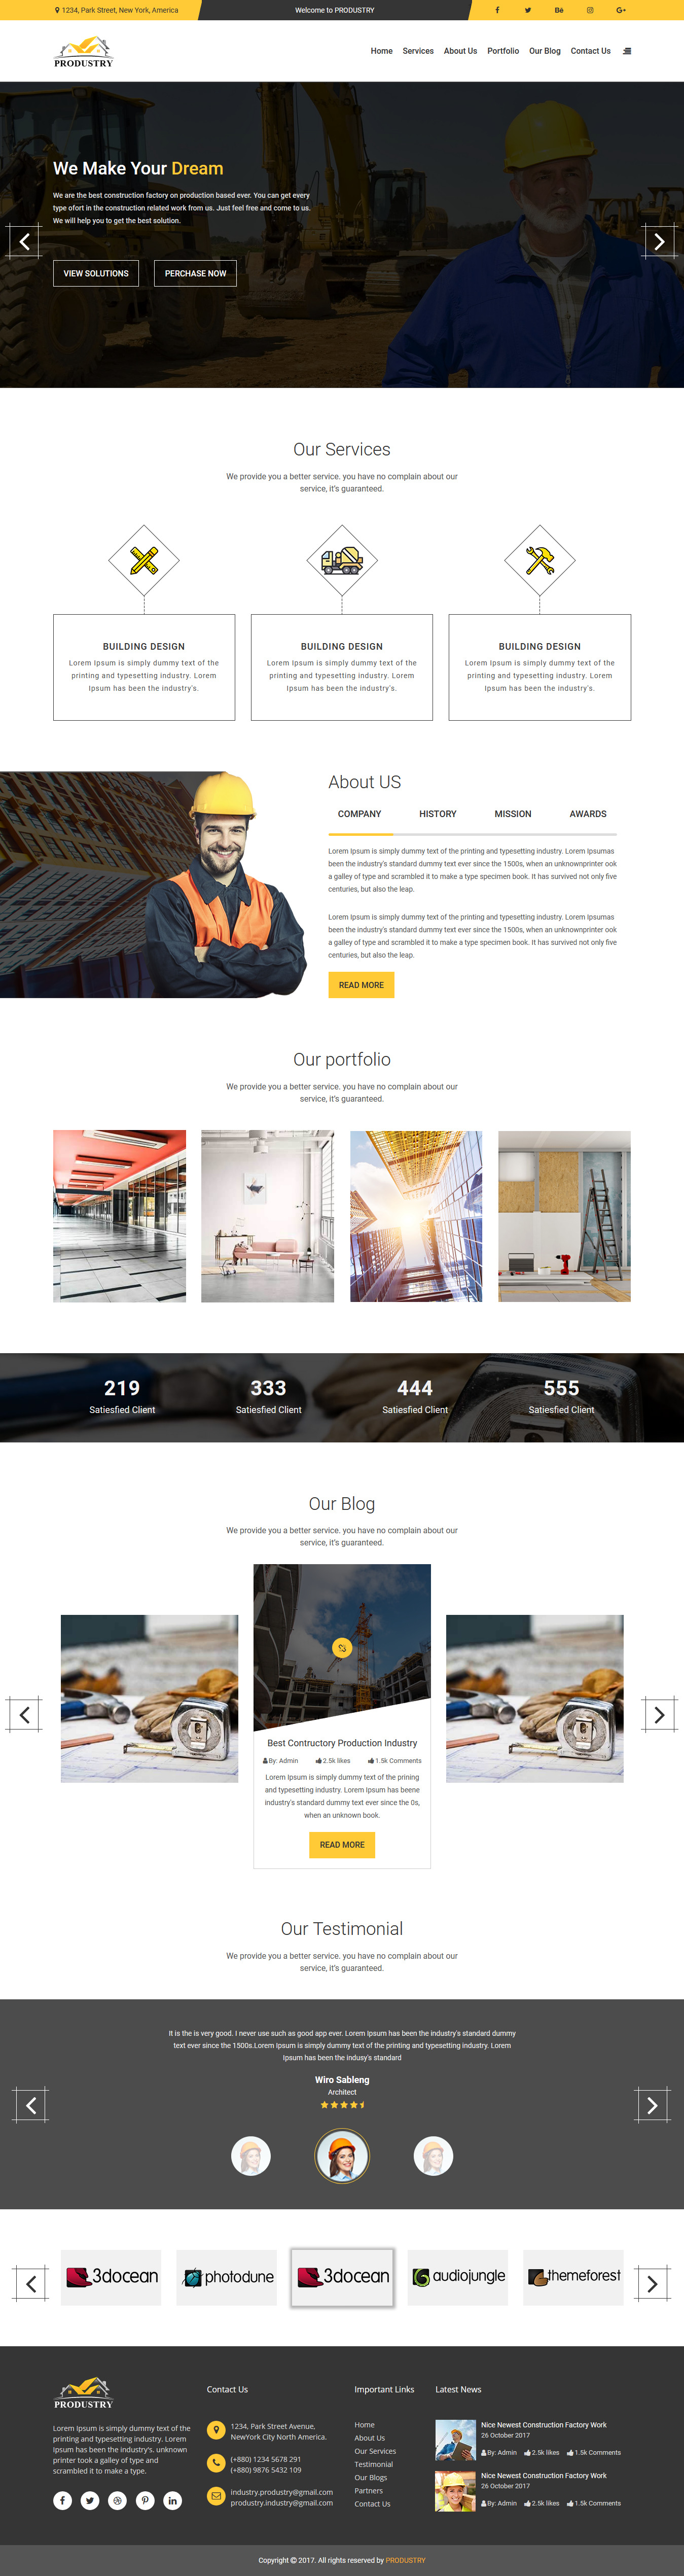 1234, Park Street, New York, America
Welcome to PRODUSTRY
Bē
G+
PRODUSTRY
Home Services About Us Portfolio Our Blog Contact Us
We Make Your Dream
We are the best construction factory on production based ever. You can get every
type ofort in the construction related work from us. Just feel free and come to us.
We will help you to get the best solution.
VIEW SOLUTIONS
PERCHASE NOW
Our Services
We provide you a better service. you have no complain about our
service, it's guaranteed.
BUILDING DESIGN
Lorem Ipsum is simply dummy text of the
printing and typesetting industry. Lorem
Ipsum has been the industry's.
BUILDING DESIGN
Lorem Ipsum is simply dummy text of the
printing and typesetting industry. Lorem
Ipsum has been the industry's.
BUILDING DESIGN
Lorem Ipsum is simply dummy text of the
printing and typesetting industry. Lorem
Ipsum has been the industry's.
About US
COMPANY HISTORY MISSION AWARDS
Lorem Ipsum is simply dummy text of the printing and typesetting industry. Lorem Ipsumas
been the industry's standard dummy text ever since the 1500s, when an unknownprinter ook
a galley of type and scrambled it to make a type specimen book. It has survived not only five
centuries, but also the leap.
Lorem Ipsum is simply dummy text of the printing and typesetting industry. Lorem Ipsumas
been the industry's standard dummy text ever since the 1500s, when an unknownprinter ook
a galley of type and scrambled it to make a type specimen book. It has survived not only five
centuries, but also the leap.
READ MORE
Our portfolio
We provide you a better service. you have no complain about our
service, it's guaranteed.
219 333 444 555
Satiesfied Client Satiesfied Client Satiesfied Client Satiesfied Client
Our Blog
We provide you a better service. you have no complain about our
service, it's guaranteed.
Best Contructory Production Industry
By: Admin 2.5k likes 1.5k Comments
Lorem Ipsum is simply dummy text of the prining
and typesetting industry. Lorem Ipsum has beene
industry's standard dummy text ever since the 0s,
when an unknown book.
READ MORE
Our Testimonial
We provide you a better service. you have no complain about our
service, it's guaranteed.
It is the is very good. I never use such as good app ever. Lorem Ipsum has been the industry's standard dummy
text ever since the 1500s.Lorem Ipsum is simply dummy text of the printing and typesetting industry. Lorem
Ipsum has been the indusy's standard
Wiro Sableng
Architect
3docean photodune 3docean audiojungle themeforest
PRODUSTRY
Lorem Ipsum is simply dummy text of the
printing and typesetting industry. Lorem
Ipsum has been the industry's. unknown
printer took a galley of type and
scrambled it to make a type.
Contact Us
1234, Park Street Avenue,
NewYork City North America.
(+880) 1234 5678 291
(+880) 9876 5432 109
industry.produstry@gmail.com
produstry.industry@gmail.com
Important Links
Home
About Us
Our Services
Testimonial
Our Blogs
Partners
Contact Us
Latest News
Nice Newest Construction Factory Work
26 October 2017
By: Admin 2.5k likes 1.5k Comments
Nice Newest Construction Factory Work
26 October 2017
By: Admin 2.5k likes 1.5k Comments
Copyright © 2017. All rights reserved by PRODUSTRY